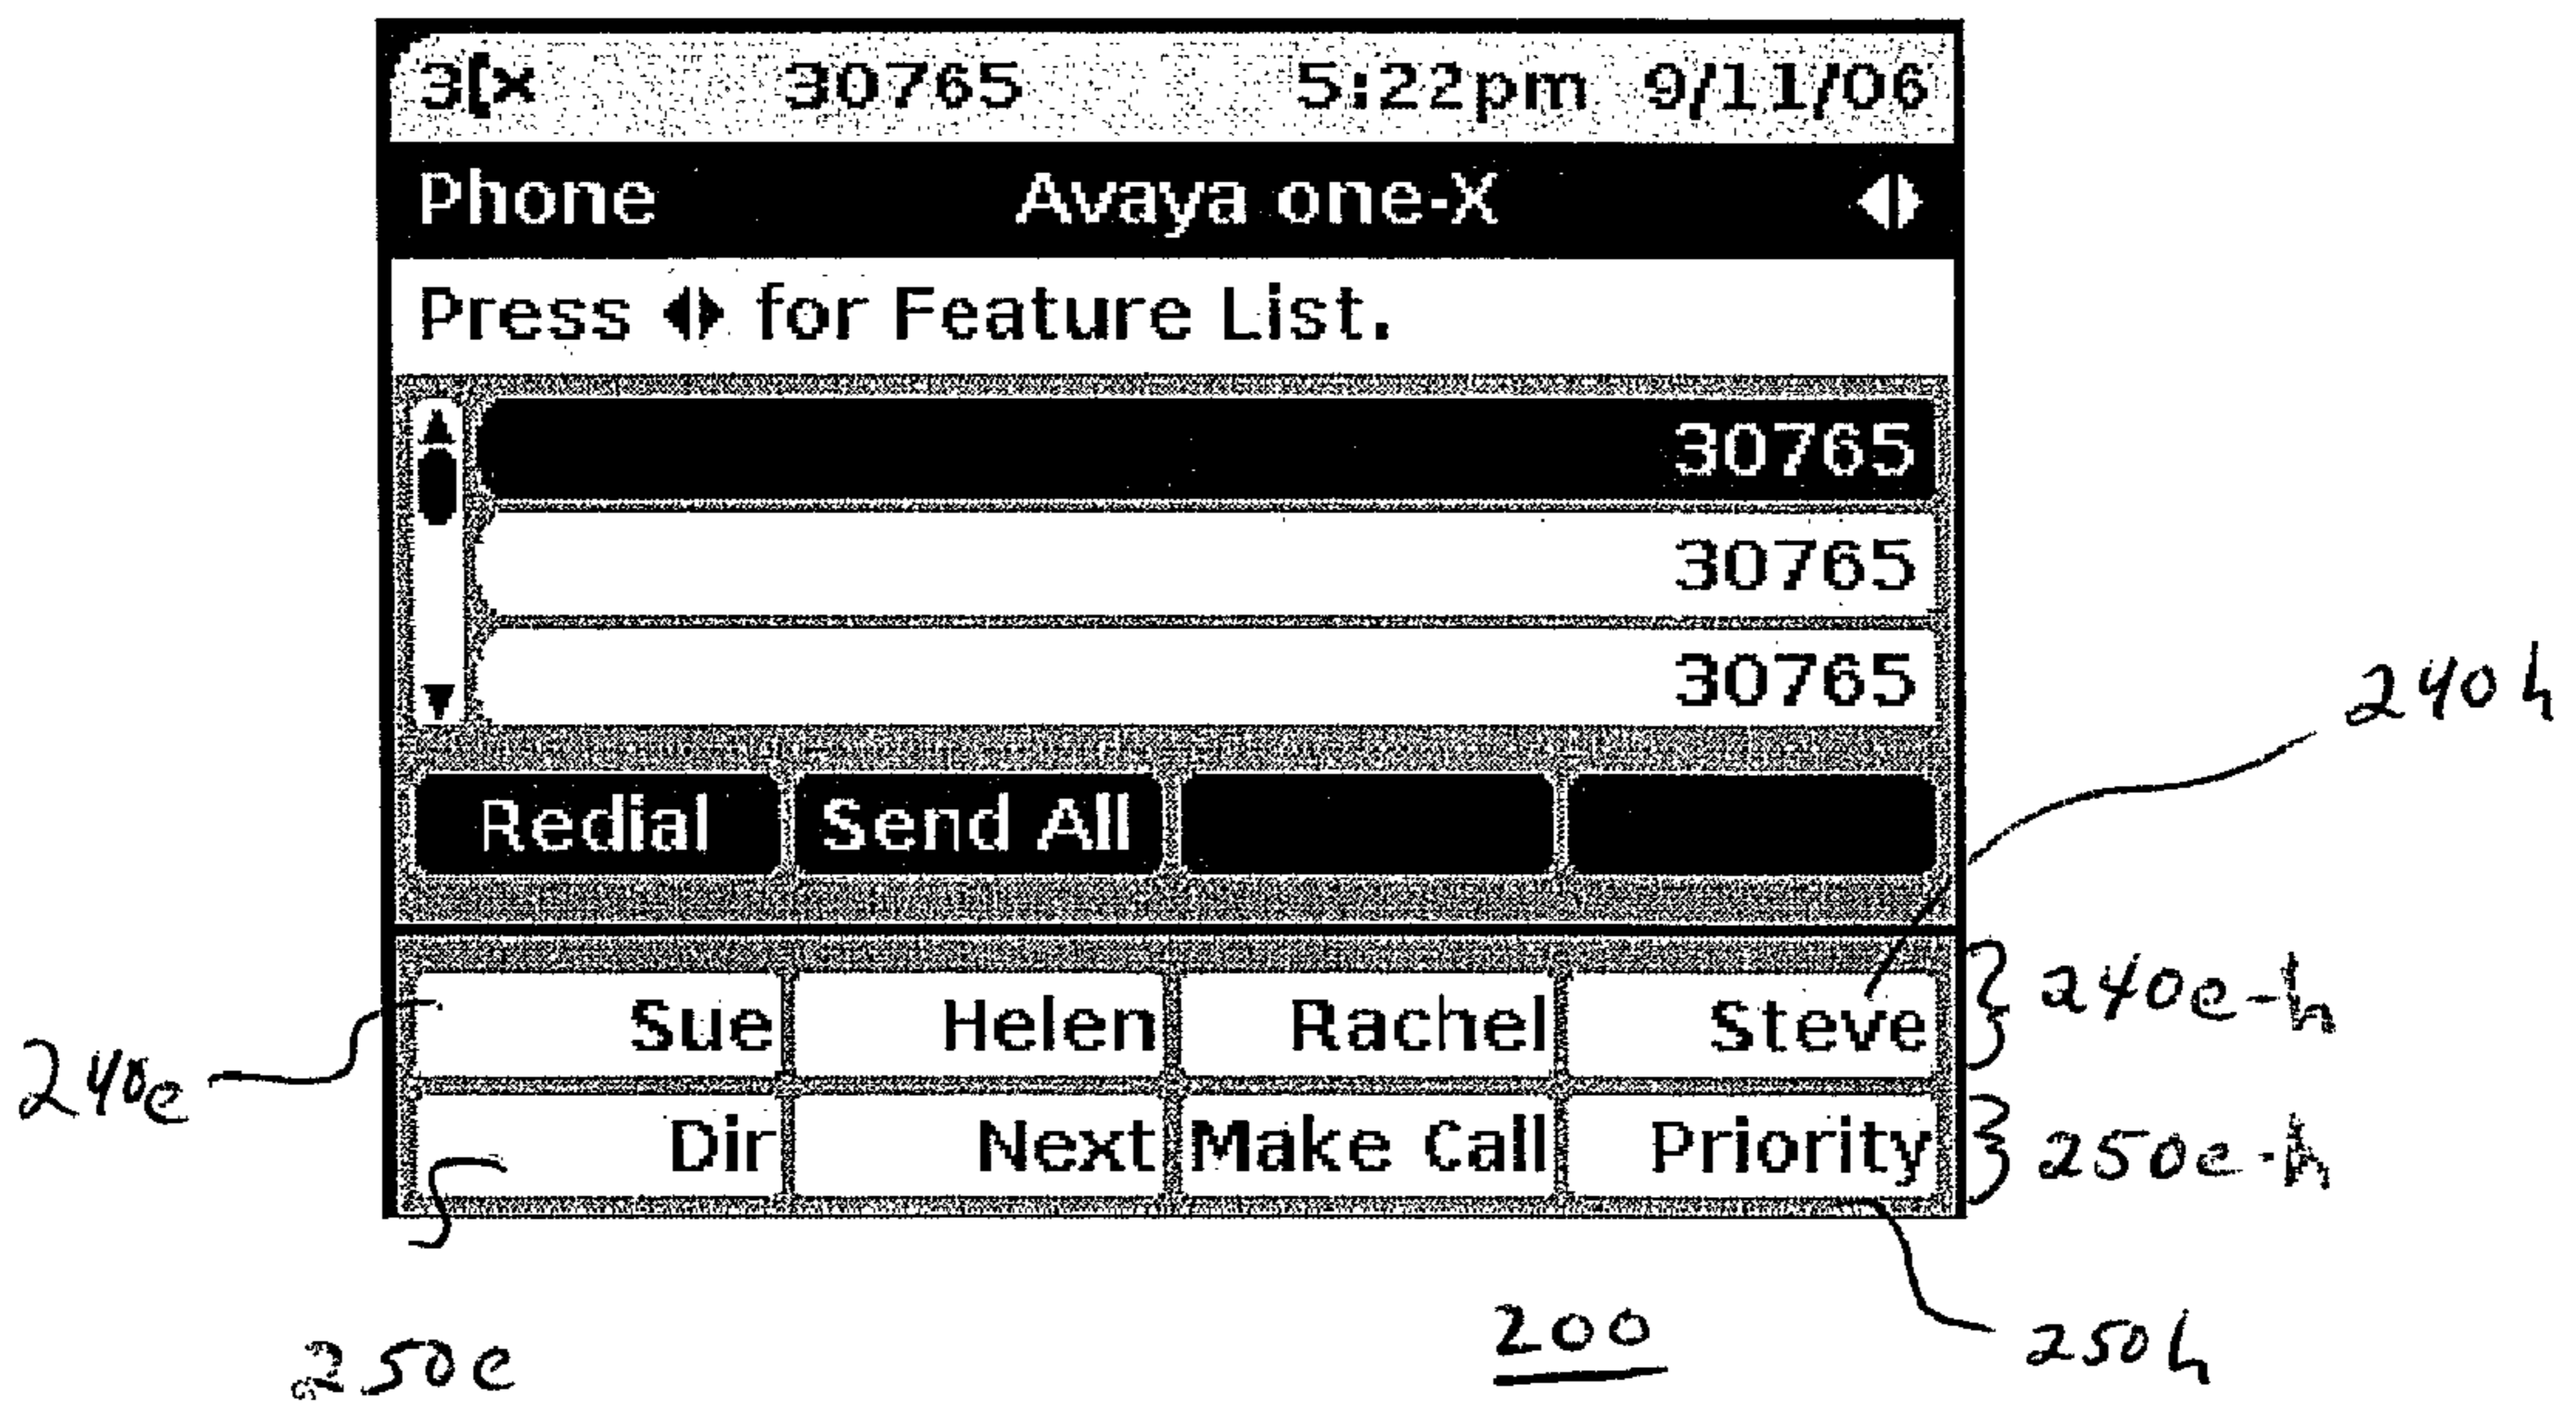 3[x 30765 5:22pm 9/11/06
Phone Avaya one-X
Press for Feature List.
30765
30765
30765
240h
Redial Send All
Sue Helen Rachel Steve
240e-h
240e
Dir Next Make Call Priority
250e-h
250e
200
250h